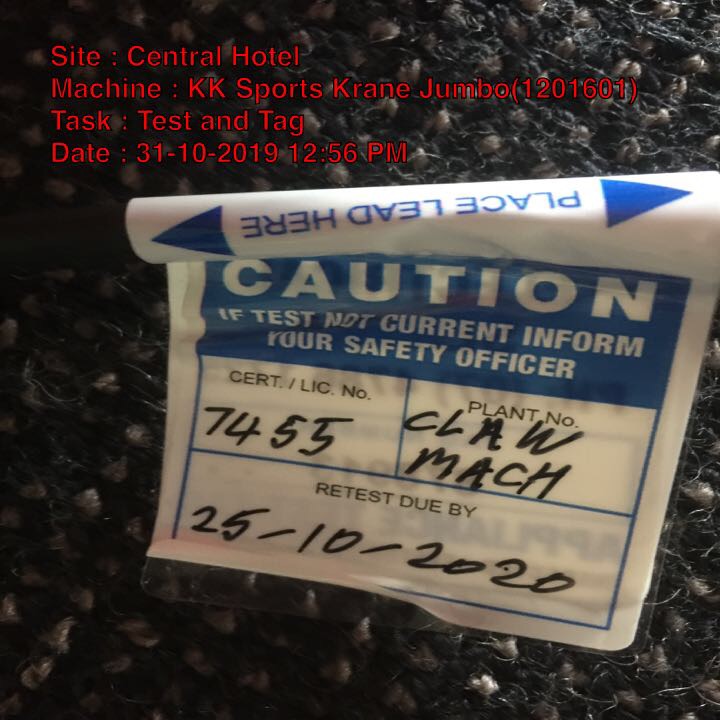 Site : Central Hotel
Machine : KK Sports Krane Jumbo(1201601)
Task : Test and Tag
Date : 31-10-2019 12:56 PM
PLACE LEAD HERE
CAUTION
IF TEST NOT CURRENT INFORM
YOUR SAFETY OFFICER
CERT. / LIC. No.
7455
PLANT No.
CLAW
MACH
RETEST DUE BY
25-10-2020